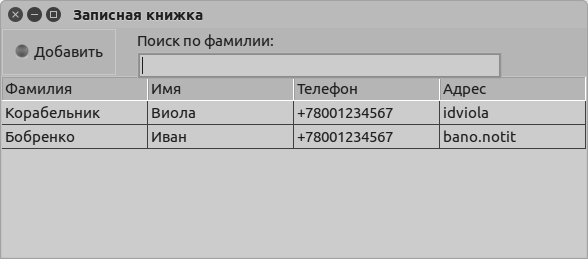 Записная книжка
Добавить
Поиск по фамилии:
Фамилия Имя Телефон Адрес
Корабельник Виола +78001234567 idviola
Бобренко Иван +78001234567 bano.notit